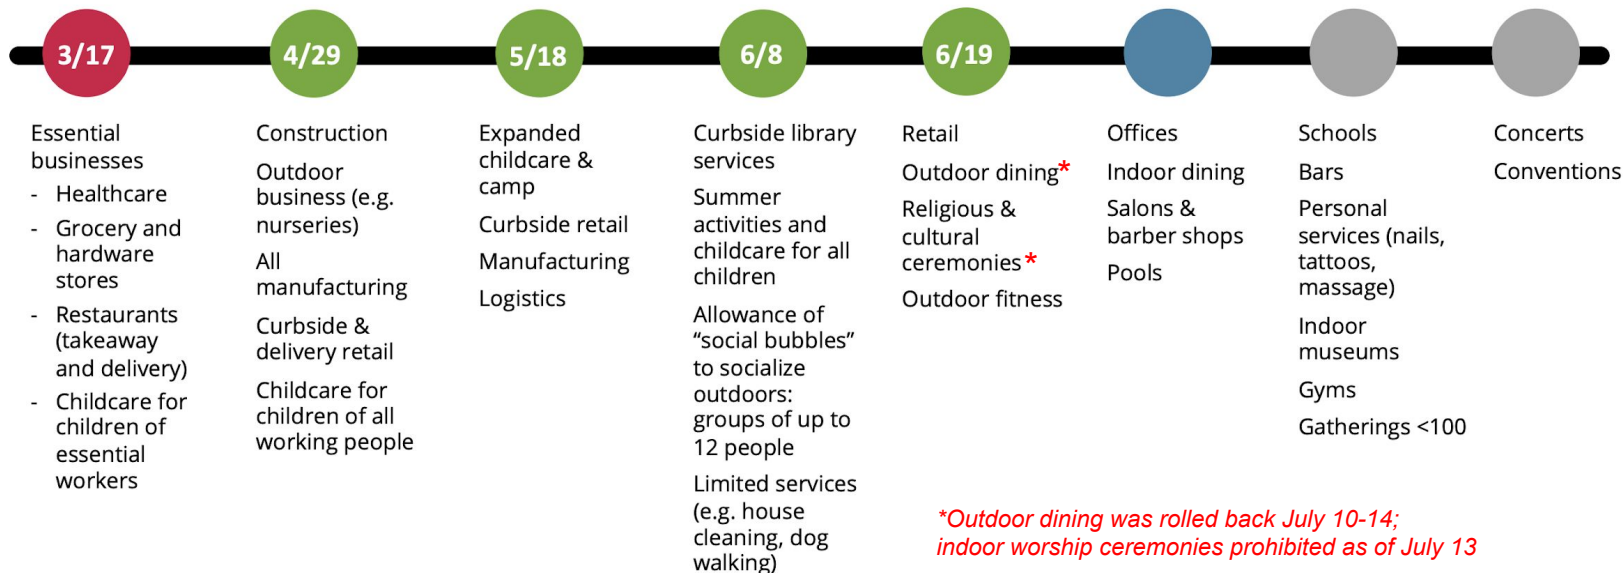 3/17
4/29
5/18
6/8
6/19
Essential
businesses
- Healthcare
- Grocery and
hardware
stores
- Restaurants
(takeaway
and delivery)
- Childcare for
children of
essential
workers
Construction
Outdoor
business (e.g.
nurseries)
All
manufacturing
Curbside &
delivery retail
Childcare for
children of all
working people
Expanded
childcare &
camp
Curbside retail
Manufacturing
Logistics
Curbside library
services
Summer
activities and
childcare for all
children
Allowance of
“social bubbles”
to socialize
outdoors:
groups of up to
12 people
Limited services
(e.g. house
cleaning, dog
walking)
Retail
Outdoor dining*
Religious &
cultural
ceremonies*
Outdoor fitness
Offices
Indoor dining
Salons &
barber shops
Pools
Schools
Bars
Personal
services (nails,
tattoos,
massage)
Indoor
museums
Gyms
Gatherings <100
Concerts
Conventions
*Outdoor dining was rolled back July 10-14;
indoor worship ceremonies prohibited as of July 13